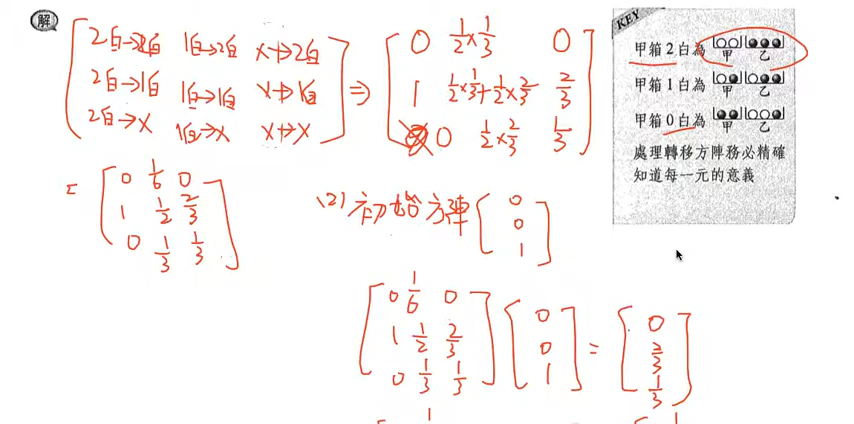 解
2白→2白 1白→2白 x→2白
2白→1白 1白→1白 x→1白
2白→x 1白→x x→x
⇒
0 1/2×1/3 0
1 1/2×1/3+1/2×2/3 2/3
0 1/2×2/3 1/3
=
0 1/6 0
1 1/2 2/3
0 1/3 1/3
(2) 初始方陣
0
0
1
0 1/6 0
1 1/2 2/3
0 1/3 1/3
0
0
1
=
0
2/3
1/3
KEY
甲箱 2 白為 甲 乙
甲箱 1 白為 甲 乙
甲箱 0 白為 甲 乙
處理轉移方陣務必精確
知道每一元的意義